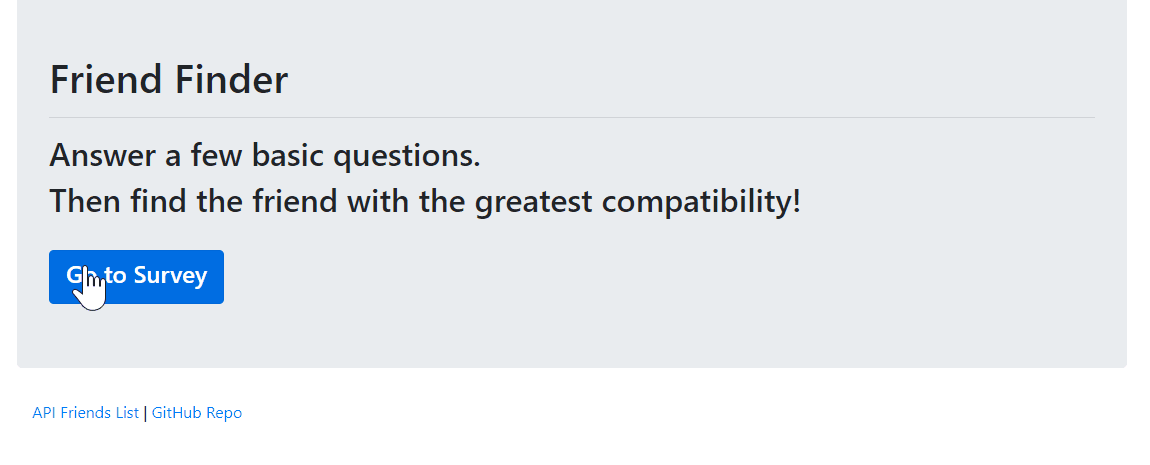 Friend Finder
Answer a few basic questions.
Then find the friend with the greatest compatibility!
Go to Survey
API Friends List | GitHub Repo